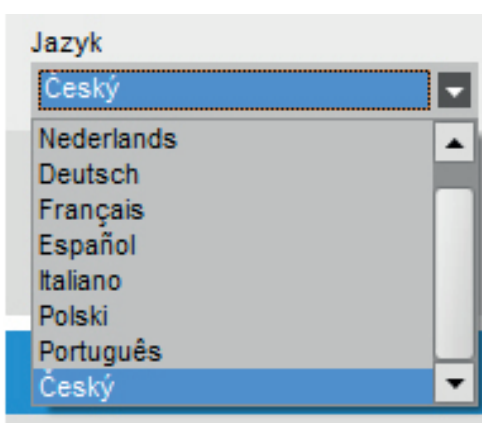 Jazyk
Český
Nederlands
Deutsch
Français
Español
Italiano
Polski
Português
Český